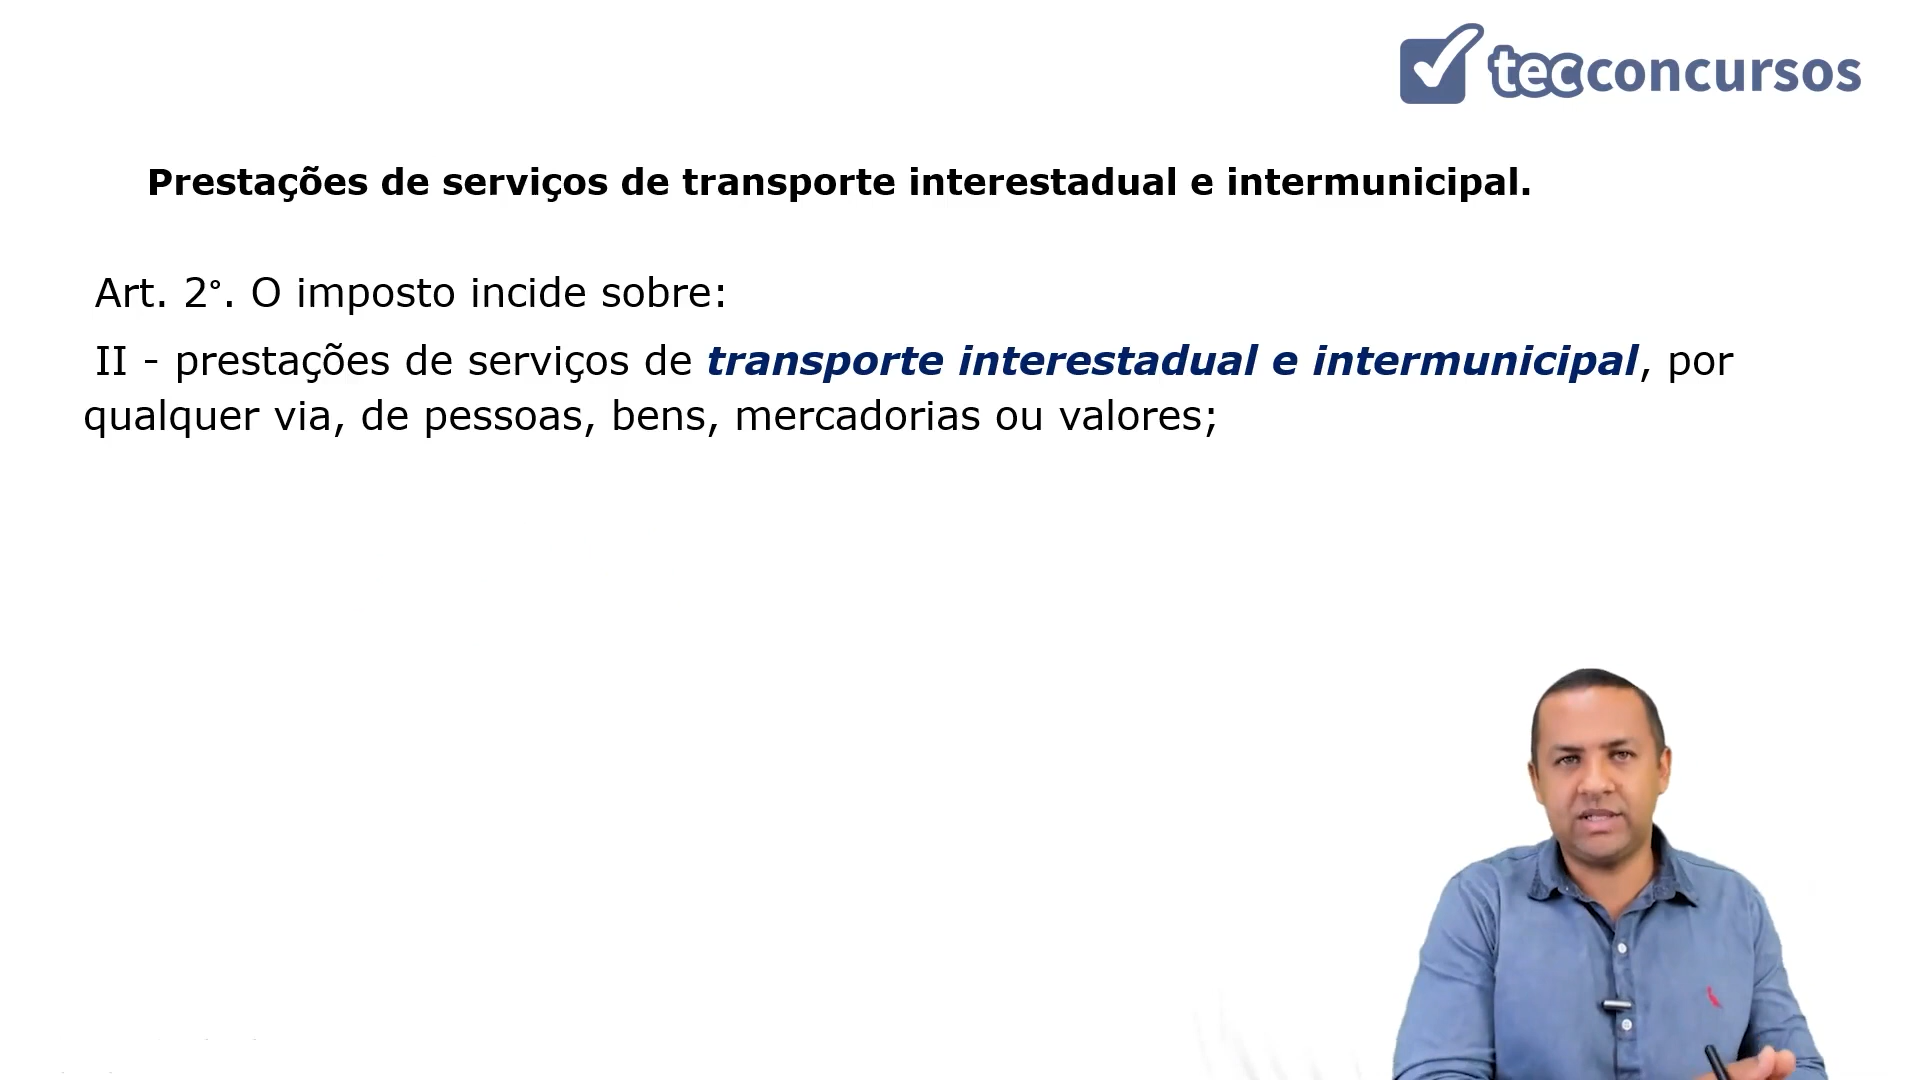 tecconcursos
Prestações de serviços de transporte interestadual e intermunicipal.
Art. 2°. O imposto incide sobre:
II - prestações de serviços de transporte interestadual e intermunicipal, por
qualquer via, de pessoas, bens, mercadorias ou valores;